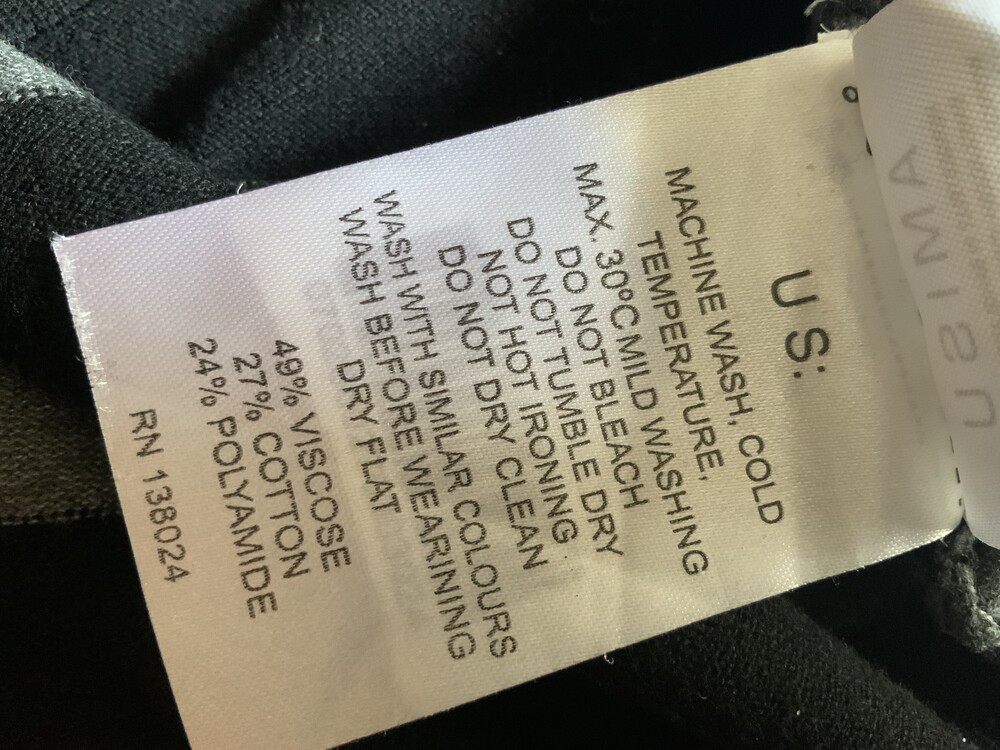 US:
MACHINE WASH, COLD
TEMPERATURE,
MAX. 30°C MILD WASHING
DO NOT BLEACH
DO NOT TUMBLE DRY
NOT HOT IRONING
DO NOT DRY CLEAN
WASH WITH SIMILAR COLOURS
WASH BEFORE WEARINING
DRY FLAT
49% VISCOSE
27% COTTON
24% POLYAMIDE
RN 138024